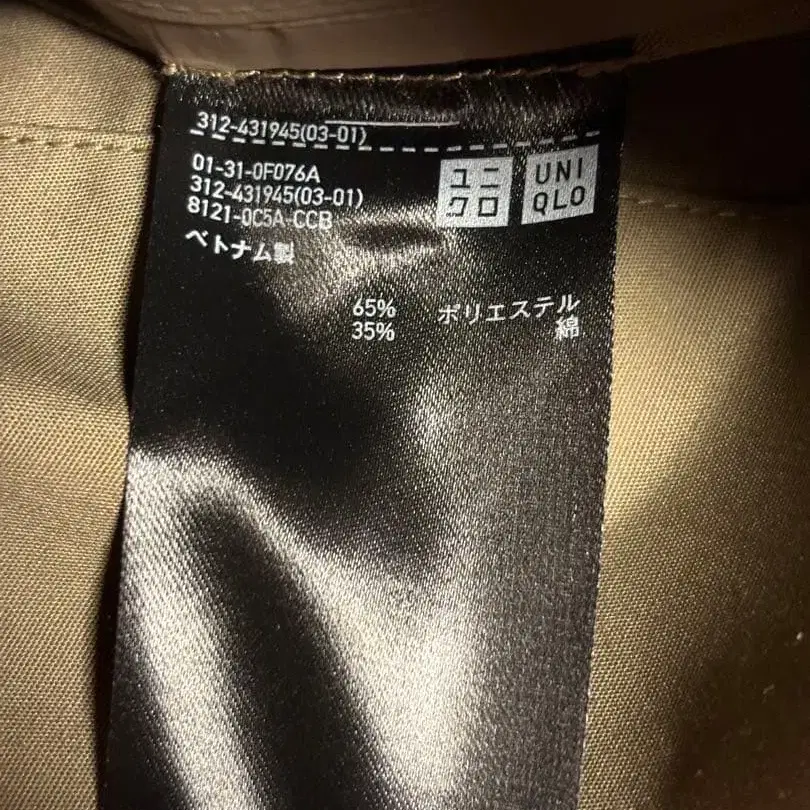 312-431945(03-01)
01-31-0F076A
312-431945(03-01)
8121-0C5A-CCB
ベトナム製
ユニ
クロ
UNI
QLO
65% ポリエステル
35% 綿